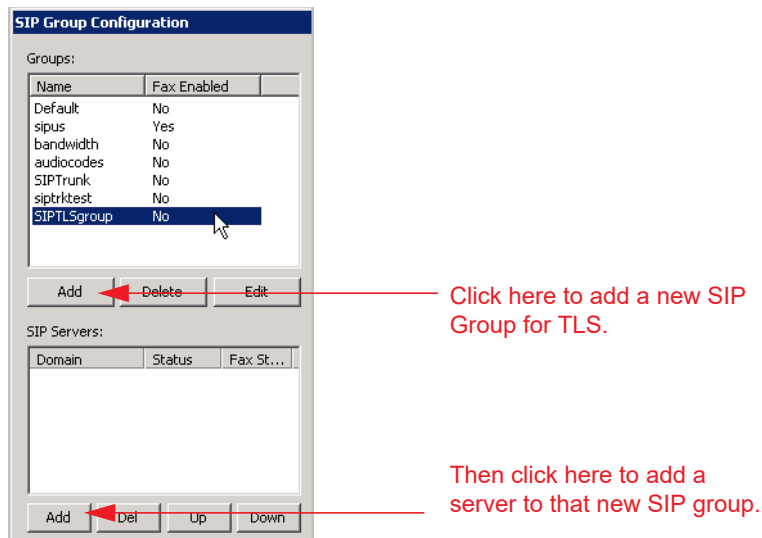 SIP Group Configuration
Groups:
Name Fax Enabled
Default No
sipus Yes
bandwidth No
audiocodes No
SIPTrunk No
siptrktest No
SIPTLSgroup No
Add Delete Edit
Click here to add a new SIP
Group for TLS.
SIP Servers:
Domain Status Fax St...
Then click here to add a
server to that new SIP group.
Add Del Up Down